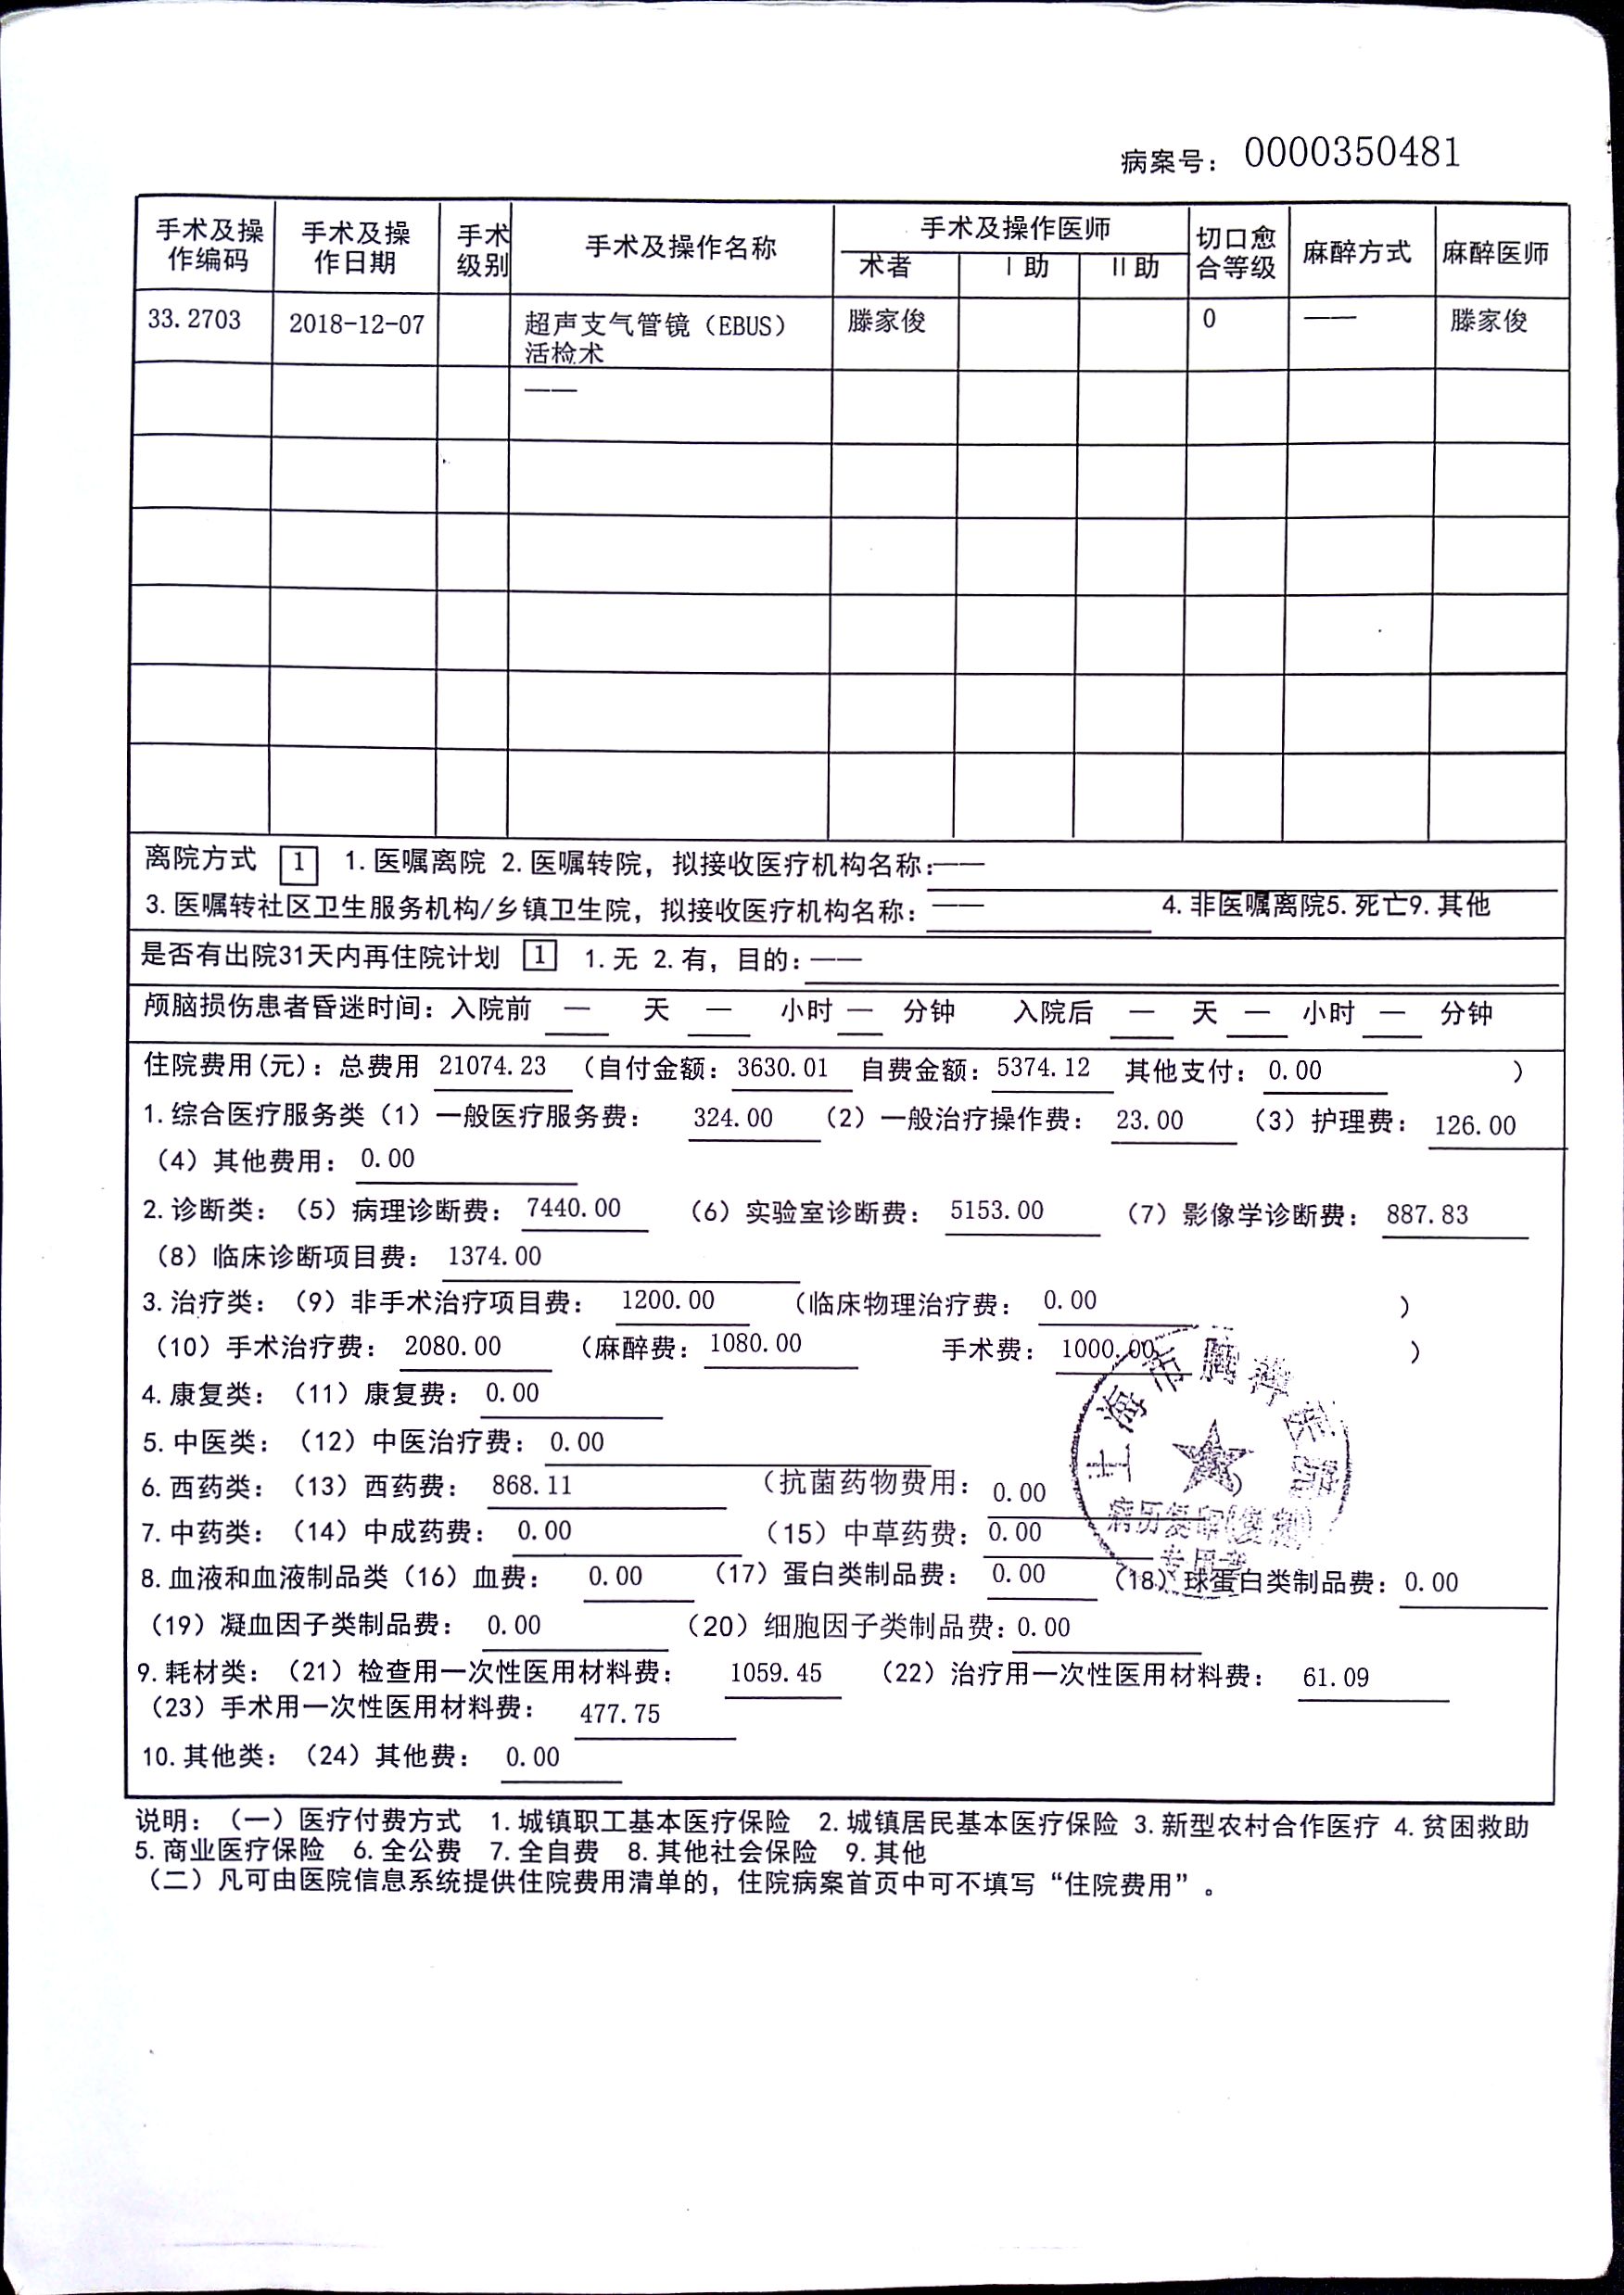 病案号： 0000350481
手术及操作编码 手术及操作日期 手术级别 手术及操作名称 手术及操作医师 切口愈合等级 麻醉方式 麻醉医师
术者 Ⅰ助 Ⅱ助
33.2703 2018-12-07 超声支气管镜（EBUS）活检术 滕家俊 0 —— 滕家俊
——
离院方式 1 1.医嘱离院 2.医嘱转院，拟接收医疗机构名称：——
3.医嘱转社区卫生服务机构/乡镇卫生院，拟接收医疗机构名称：—— 4.非医嘱离院5.死亡9.其他
是否有出院31天内再住院计划 1 1.无 2.有，目的：——
颅脑损伤患者昏迷时间：入院前 — 天 — 小时 — 分钟 入院后 — 天 — 小时 — 分钟
住院费用(元)：总费用 21074.23 （自付金额：3630.01 自费金额：5374.12 其他支付：0.00 ）
1.综合医疗服务类（1）一般医疗服务费： 324.00 （2）一般治疗操作费： 23.00 （3）护理费： 126.00
（4）其他费用： 0.00
2.诊断类：（5）病理诊断费： 7440.00 （6）实验室诊断费： 5153.00 （7）影像学诊断费： 887.83
（8）临床诊断项目费： 1374.00
3.治疗类：（9）非手术治疗项目费： 1200.00 （临床物理治疗费： 0.00 ）
（10）手术治疗费： 2080.00 （麻醉费：1080.00 手术费： 1000.00 ）
4.康复类：（11）康复费：0.00
5.中医类：（12）中医治疗费：0.00
6.西药类：（13）西药费： 868.11 （抗菌药物费用： 0.00 ）
7.中药类：（14）中成药费： 0.00 （15）中草药费：0.00
8.血液和血液制品类（16）血费： 0.00 （17）蛋白类制品费： 0.00 （18）球蛋白类制品费：0.00
（19）凝血因子类制品费： 0.00 （20）细胞因子类制品费：0.00
9.耗材类：（21）检查用一次性医用材料费： 1059.45 （22）治疗用一次性医用材料费： 61.09
（23）手术用一次性医用材料费： 477.75
10.其他类：（24）其他费： 0.00
上海市胸科医院
病历复印(复制)
专用章
说明：（一）医疗付费方式 1.城镇职工基本医疗保险 2.城镇居民基本医疗保险 3.新型农村合作医疗 4.贫困救助
5.商业医疗保险 6.全公费 7.全自费 8.其他社会保险 9.其他
（二）凡可由医院信息系统提供住院费用清单的，住院病案首页中可不填写“住院费用”。